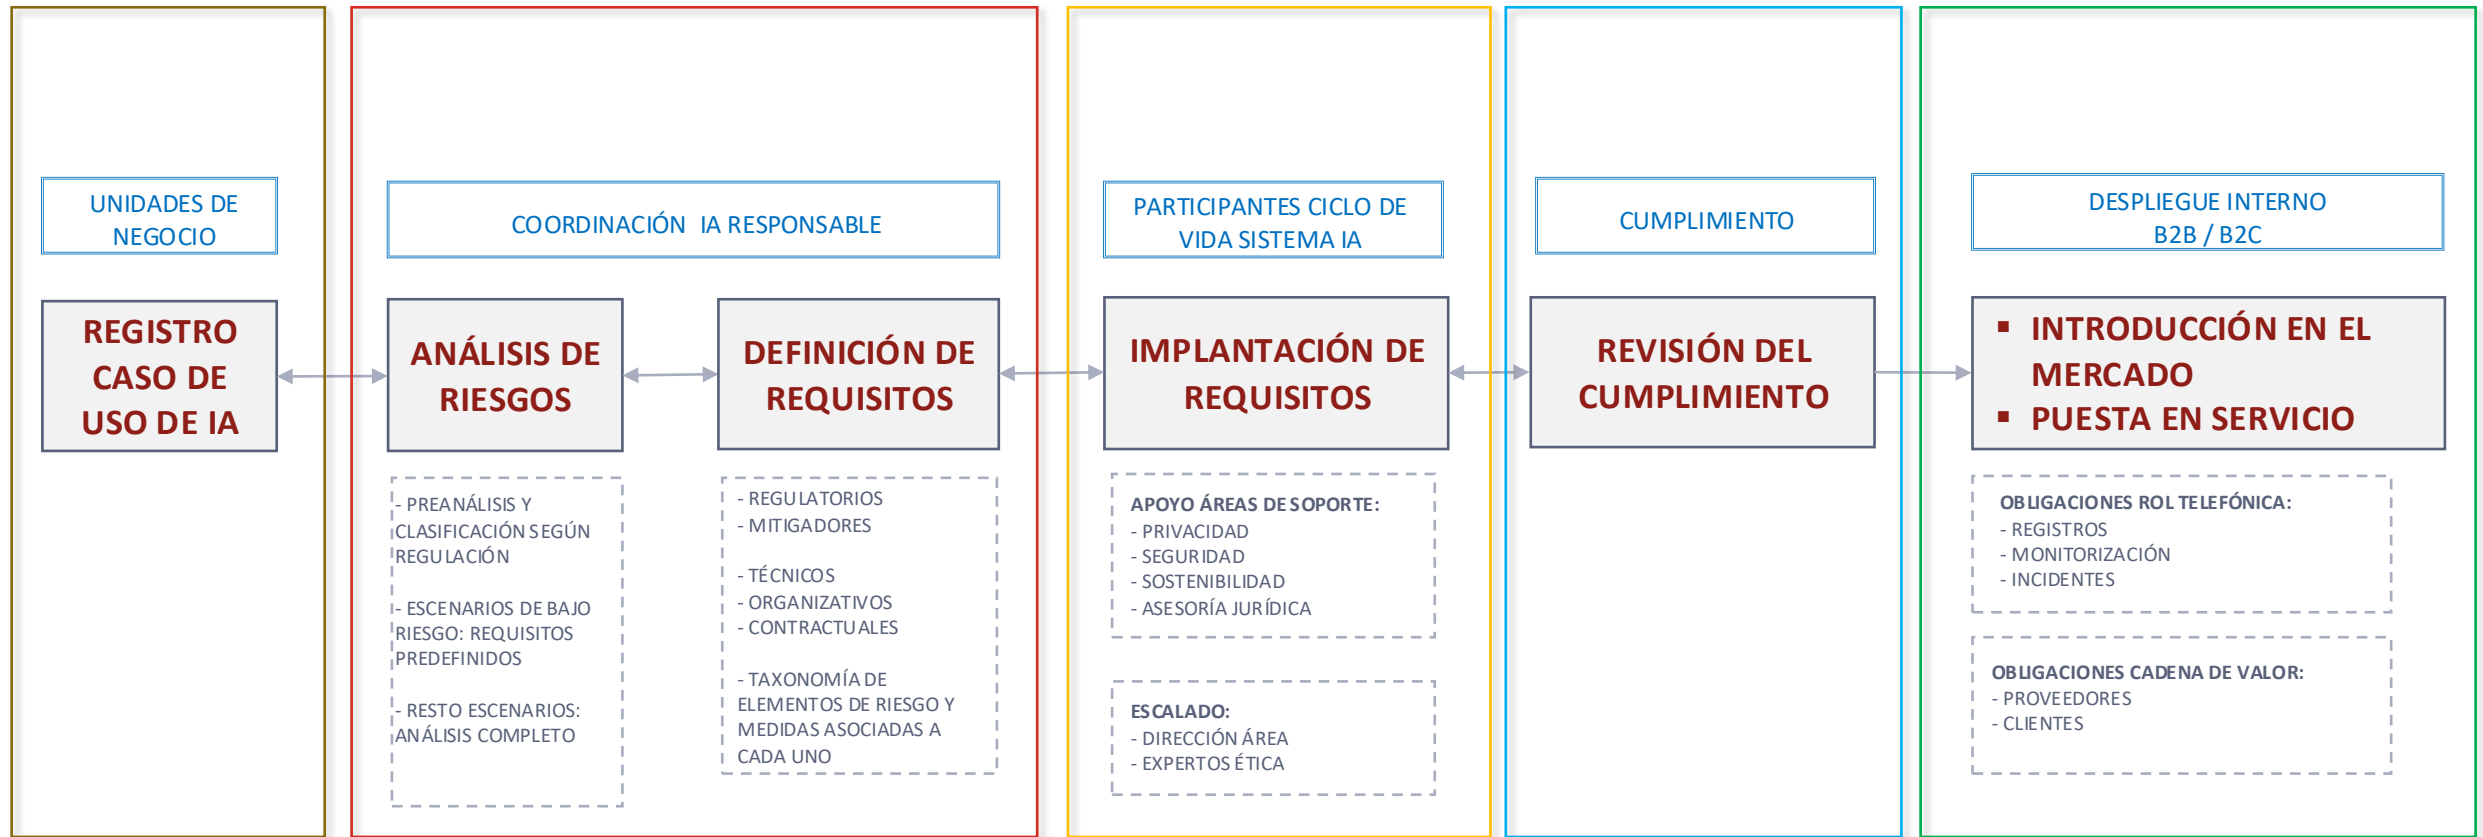 UNIDADES DE
NEGOCIO
REGISTRO
CASO DE
USO DE IA
COORDINACIÓN IA RESPONSABLE
ANÁLISIS DE
RIESGOS
- PREANÁLISIS Y
CLASIFICACIÓN SEGÚN
REGULACIÓN
- ESCENARIOS DE BAJO
RIESGO: REQUISITOS
PREDEFINIDOS
- RESTO ESCENARIOS:
ANÁLISIS COMPLETO
DEFINICIÓN DE
REQUISITOS
- REGULATORIOS
- MITIGADORES
- TÉCNICOS
- ORGANIZATIVOS
- CONTRACTUALES
- TAXONOMÍA DE
ELEMENTOS DE RIESGO Y
MEDIDAS ASOCIADAS A
CADA UNO
PARTICIPANTES CICLO DE
VIDA SISTEMA IA
IMPLANTACIÓN DE
REQUISITOS
APOYO ÁREAS DE SOPORTE:
- PRIVACIDAD
- SEGURIDAD
- SOSTENIBILIDAD
- ASESORÍA JURÍDICA
ESCALADO:
- DIRECCIÓN ÁREA
- EXPERTOS ÉTICA
CUMPLIMIENTO
REVISIÓN DEL
CUMPLIMIENTO
DESPLIEGUE INTERNO
B2B / B2C
▪ INTRODUCCIÓN EN EL
MERCADO
▪ PUESTA EN SERVICIO
OBLIGACIONES ROL TELEFÓNICA:
- REGISTROS
- MONITORIZACIÓN
- INCIDENTES
OBLIGACIONES CADENA DE VALOR:
- PROVEEDORES
- CLIENTES